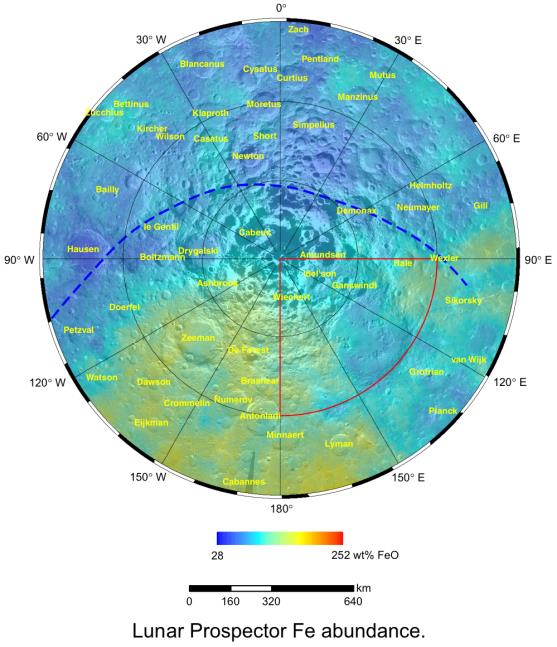 0°
30° W
30° E
Zach
Blancanus
Cysatus
Pentland
Curtius
Mutus
Bettinus
Zucchius
Klaproth
Moretus
Manzinus
Kircher
Wilson
Casatus
Short
Simpelius
Newton
60° W
60° E
Bailly
Helmholtz
Demonax
Neumayer
Gill
le Gentil
Cabeus
Hausen
Boltzmann
Drygalski
Amundsen
Hale
Wexler
90° W
90° E
Idel'son
Ashbrook
Ganswindt
Wiechert
Sikorsky
Doerfel
Petzval
Zeeman
De Forest
van Wijk
Watson
Dawson
Brashear
Grotrian
120° W
120° E
Crommelin
Numerov
Antoniadi
Planck
Eijkman
Minnaert
Lyman
150° W
150° E
Cabannes
180°
28
252 wt% FeO
km
0 160 320 640
Lunar Prospector Fe abundance.